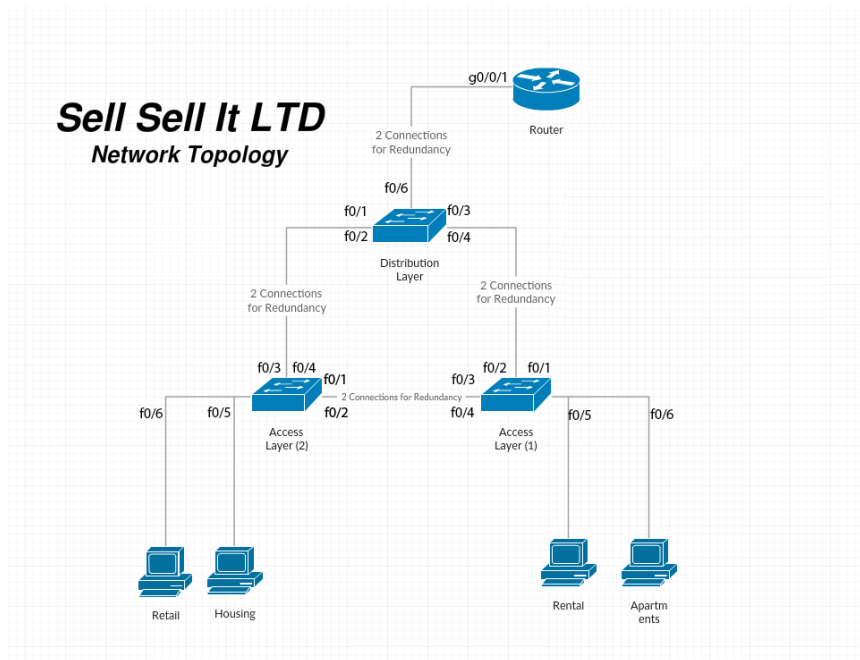 Sell Sell It LTD
Network Topology
g0/0/1
Router
2 Connections
for Redundancy
f0/6
f0/1
f0/3
f0/2
f0/4
Distribution
Layer
2 Connections
for Redundancy
2 Connections
for Redundancy
f0/3
f0/4
f0/1
f0/2
2 Connections for Redundancy
f0/2
f0/1
f0/3
f0/4
f0/6
f0/5
Access
Layer (2)
Access
Layer (1)
f0/5
f0/6
Retail
Housing
Rental
Apartm
ents